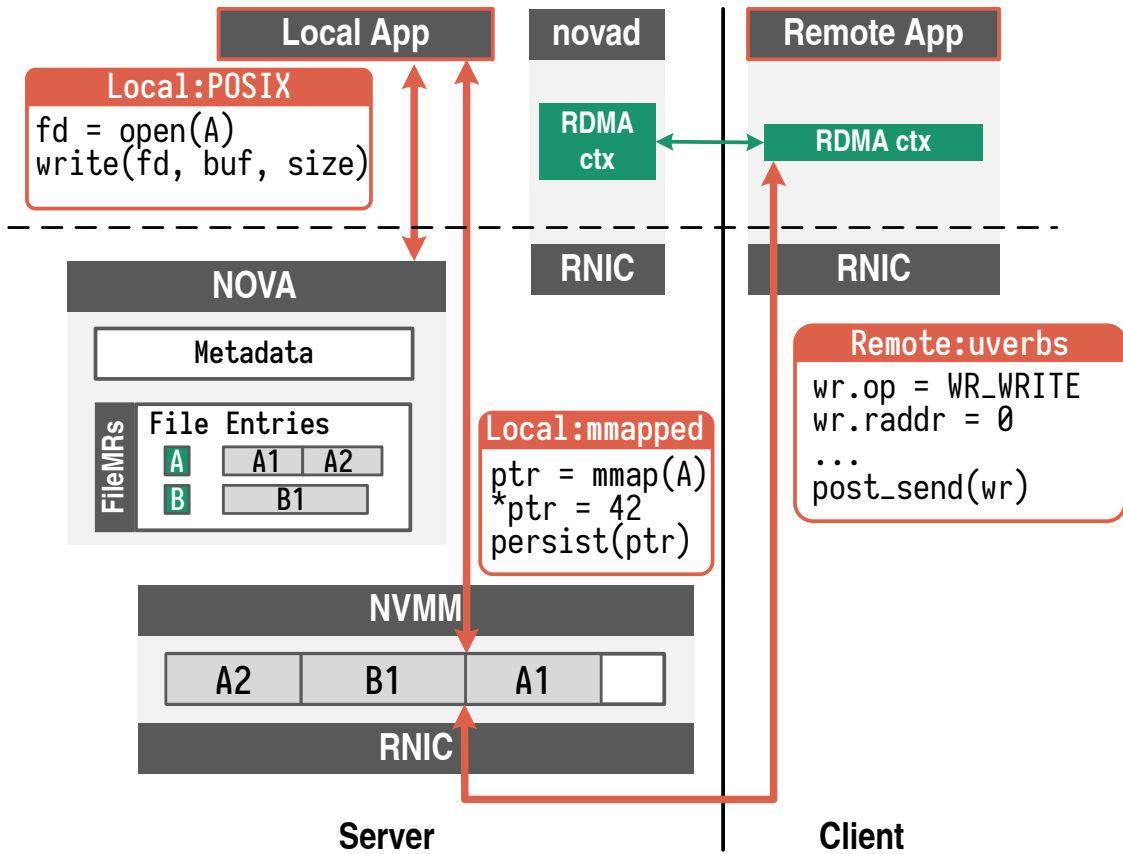 Local App
novad
Remote App
Local:POSIX
fd = open(A)
write(fd, buf, size)
RDMA
ctx
RDMA ctx
NOVA
RNIC
RNIC
Metadata
FileMRs
File Entries
A
A1
A2
B
B1
Local:mmapped
ptr = mmap(A)
*ptr = 42
persist(ptr)
Remote:uverbs
wr.op = WR_WRITE
wr.raddr = 0
...
post_send(wr)
NVMM
A2
B1
A1
RNIC
Server
Client